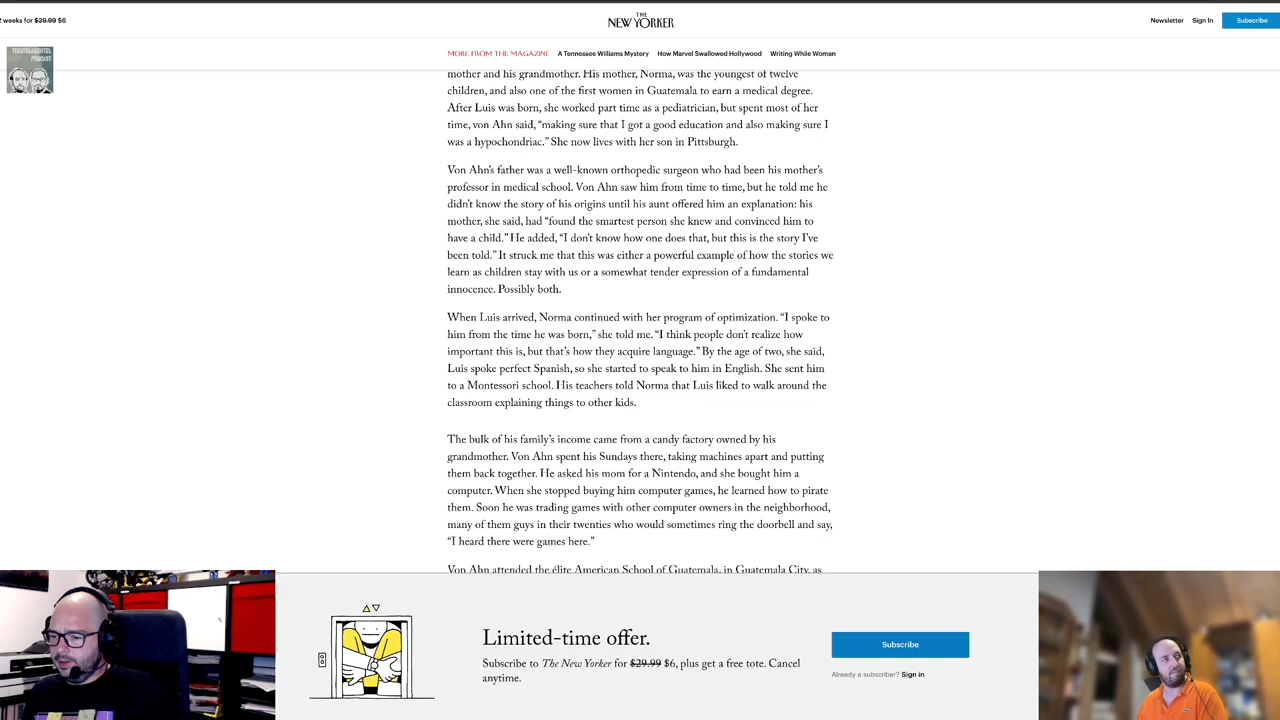 2 weeks for $29.99 $6
THE
NEW YORKER
Newsletter
Sign In
Subscribe
PODCAST
MORE FROM THE MAGAZINE
A Tennessee Williams Mystery
How Marvel Swallowed Hollywood
Writing While Woman
mother and his grandmother. His mother, Norma, was the youngest of twelve
children, and also one of the first women in Guatemala to earn a medical degree.
After Luis was born, she worked part time as a pediatrician, but spent most of her
time, von Ahn said, “making sure that I got a good education and also making sure I
was a hypochondriac.” She now lives with her son in Pittsburgh.
Von Ahn’s father was a well-known orthopedic surgeon who had been his mother’s
professor in medical school. Von Ahn saw him from time to time, but he told me he
didn’t know the story of his origins until his aunt offered him an explanation: his
mother, she said, had “found the smartest person she knew and convinced him to
have a child.” He added, “I don’t know how one does that, but this is the story I’ve
been told.” It struck me that this was either a powerful example of how the stories we
learn as children stay with us or a somewhat tender expression of a fundamental
innocence. Possibly both.
When Luis arrived, Norma continued with her program of optimization. “I spoke to
him from the time he was born,” she told me. “I think people don’t realize how
important this is, but that’s how they acquire language.” By the age of two, she said,
Luis spoke perfect Spanish, so she started to speak to him in English. She sent him
to a Montessori school. His teachers told Norma that Luis liked to walk around the
classroom explaining things to other kids.
The bulk of his family’s income came from a candy factory owned by his
grandmother. Von Ahn spent his Sundays there, taking machines apart and putting
them back together. He asked his mom for a Nintendo, and she bought him a
computer. When she stopped buying him computer games, he learned how to pirate
them. Soon he was trading games with other computer owners in the neighborhood,
many of them guys in their twenties who would sometimes ring the doorbell and say,
“I heard there were games here.”
Von Ahn attended the élite American School of Guatemala, in Guatemala City, as
Limited-time offer.
Subscribe to The New Yorker for $29.99 $6, plus get a free tote. Cancel
anytime.
Subscribe
Already a subscriber? Sign in